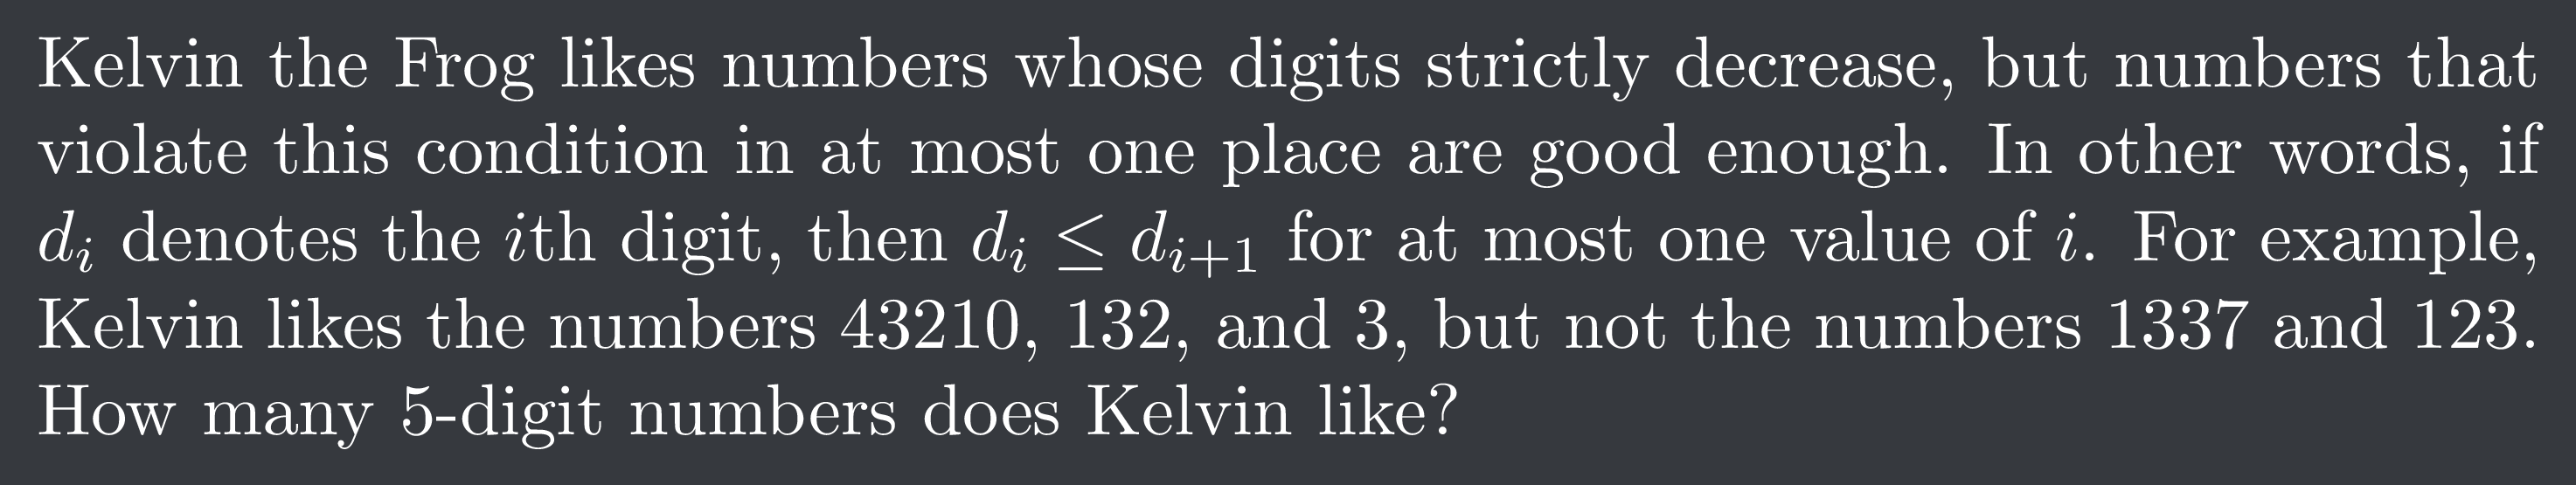 Kelvin the Frog likes numbers whose digits strictly decrease, but numbers that
violate this condition in at most one place are good enough. In other words, if
$d_i$ denotes the $i$th digit, then $d_i \leq d_{i+1}$ for at most one value of $i$. For example,
Kelvin likes the numbers 43210, 132, and 3, but not the numbers 1337 and 123.
How many 5-digit numbers does Kelvin like?